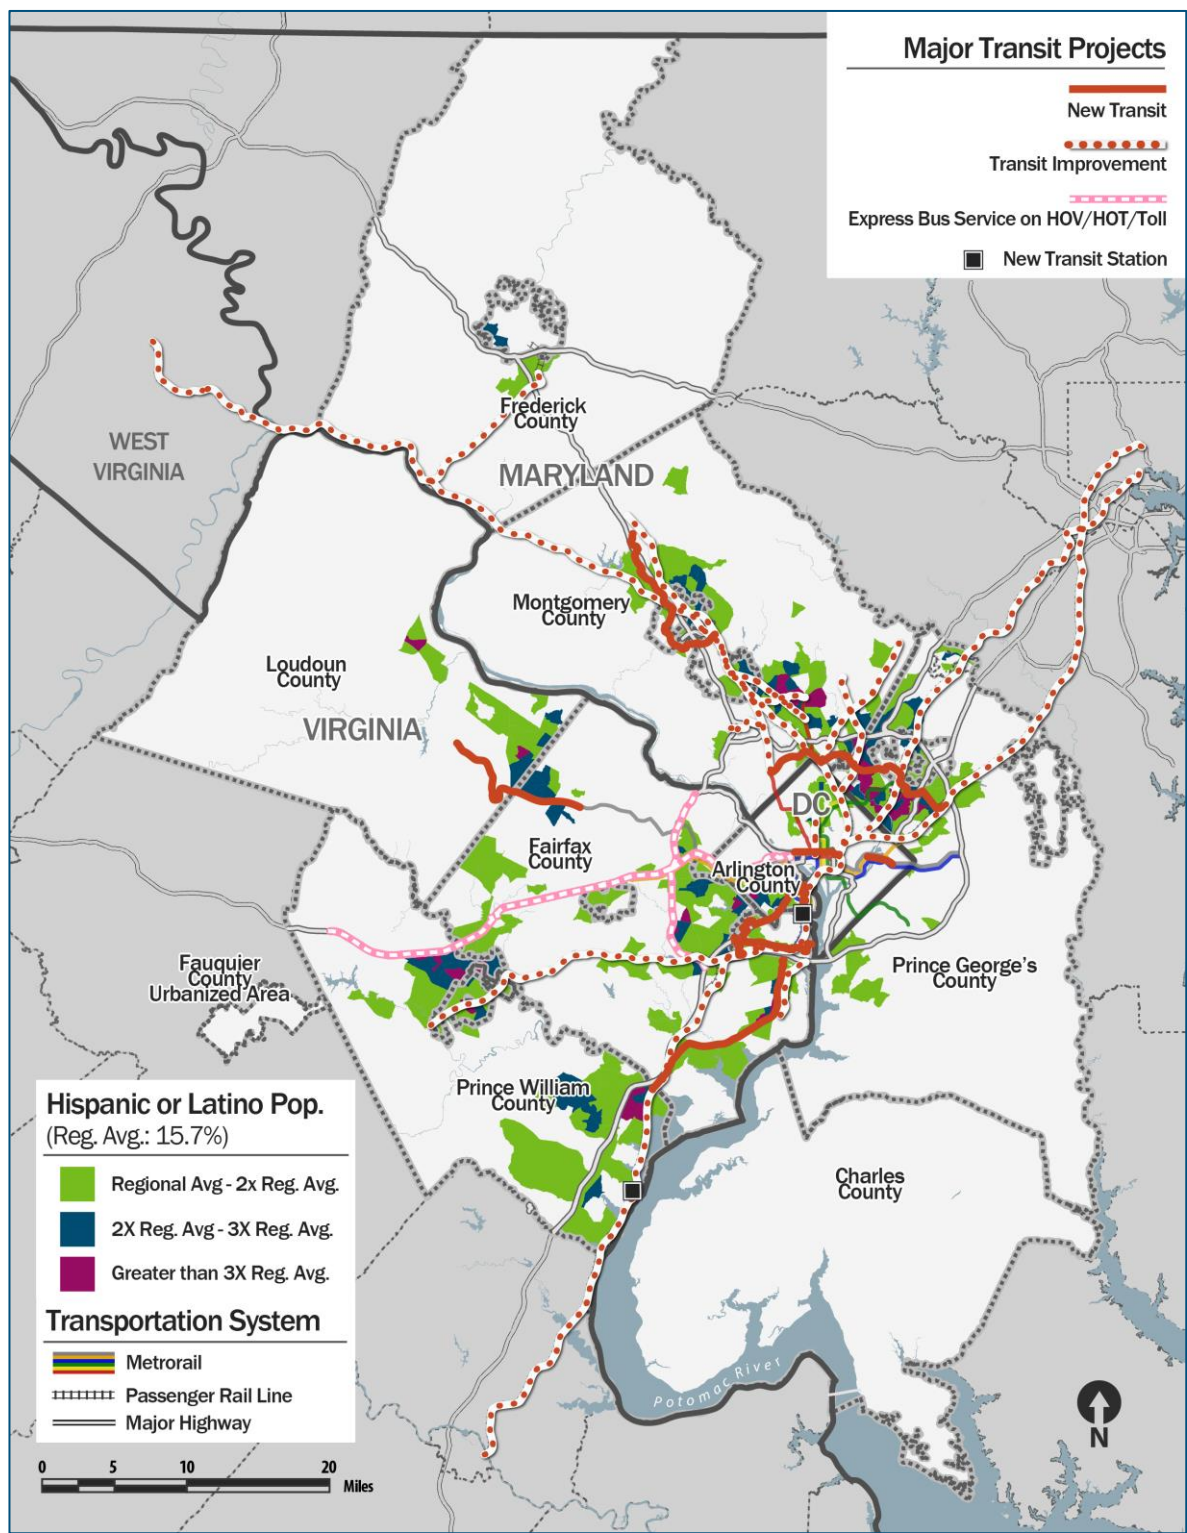 Major Transit Projects
New Transit
Transit Improvement
Express Bus Service on HOV/HOT/Toll
New Transit Station
Frederick
County
WEST
VIRGINIA
MARYLAND
Montgomery
County
Loudoun
County
VIRGINIA
DC
Fairfax
County
Arlington
County
Fauquier
County
Urbanized Area
Prince George's
County
Prince William
County
Charles
County
Potomac River
Hispanic or Latino Pop.
(Reg. Avg.: 15.7%)
Regional Avg - 2x Reg. Avg.
2X Reg. Avg - 3X Reg. Avg.
Greater than 3X Reg. Avg.
Transportation System
Metrorail
Passenger Rail Line
Major Highway
N
0 5 10 20
Miles